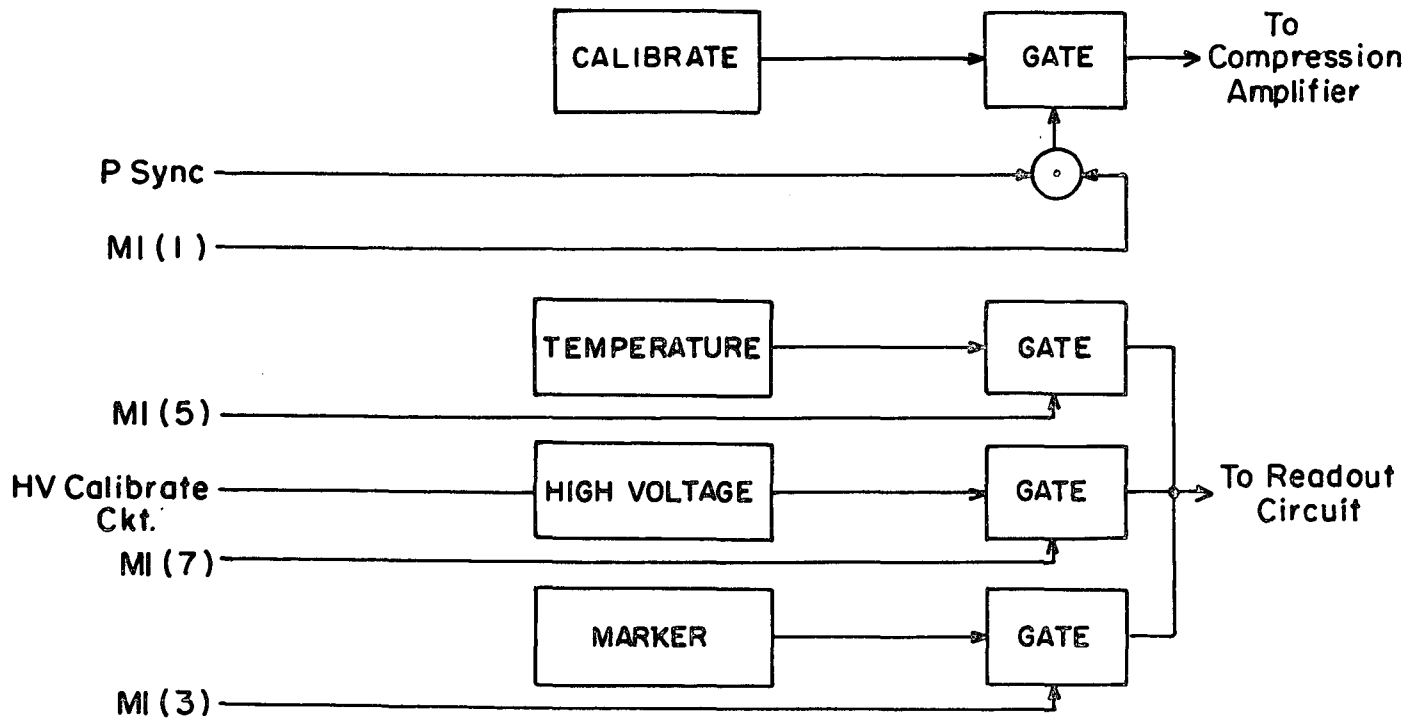 CALIBRATE
GATE
To
Compression
Amplifier
P Sync
MI (1)
TEMPERATURE
GATE
MI (5)
HV Calibrate
Ckt.
HIGH VOLTAGE
GATE
To Readout
Circuit
MI (7)
MARKER
GATE
MI (3)